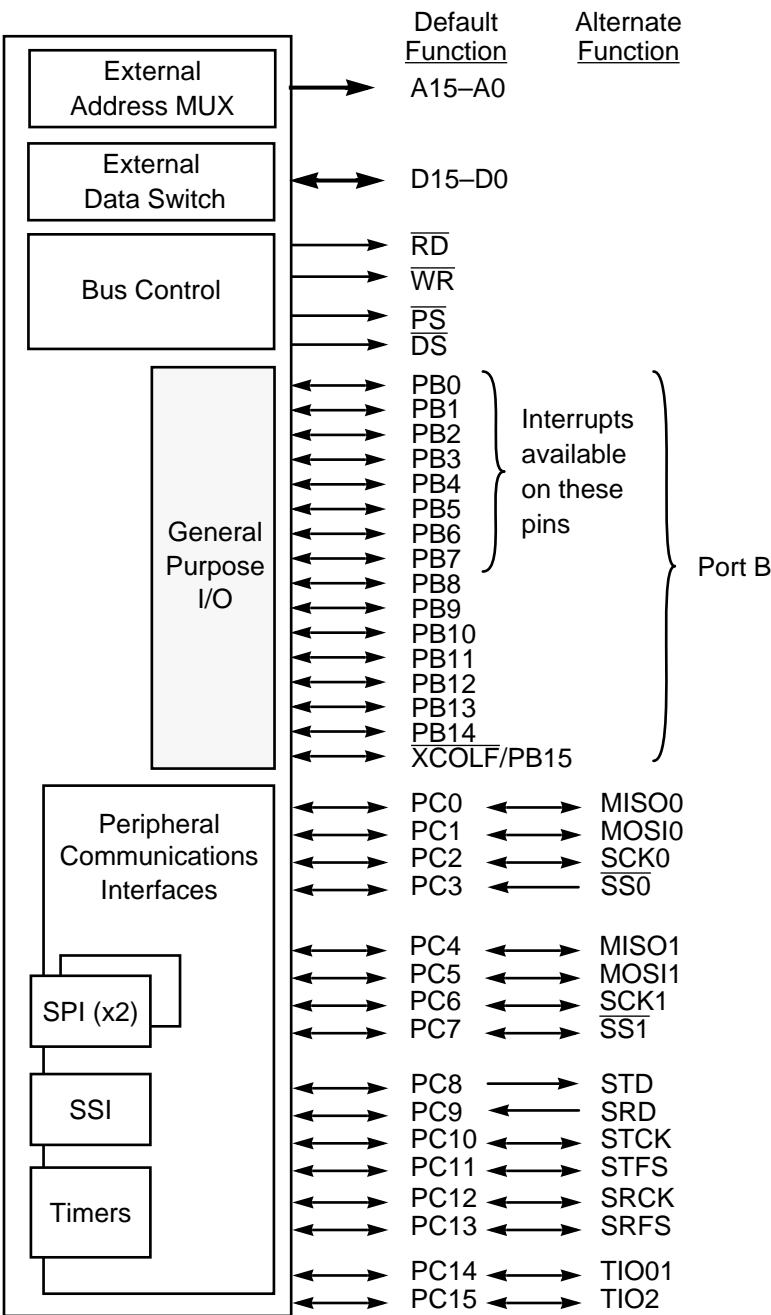 Default Alternate
Function Function
External
Address MUX
A15–A0
External
Data Switch
D15–D0
Bus Control
RD
WR
PS
DS
General
Purpose
I/O
PB0
PB1
PB2
PB3
PB4
PB5
PB6
PB7
PB8
PB9
PB10
PB11
PB12
PB13
PB14
XCOLF/PB15
Interrupts
available
on these
pins
Port B
Peripheral
Communications
Interfaces
SPI (x2)
SSI
Timers
PC0 MISO0
PC1 MOSI0
PC2 SCK0
PC3 SS0
PC4 MISO1
PC5 MOSI1
PC6 SCK1
PC7 SS1
PC8 STD
PC9 SRD
PC10 STCK
PC11 STFS
PC12 SRCK
PC13 SRFS
PC14 TIO01
PC15 TIO2